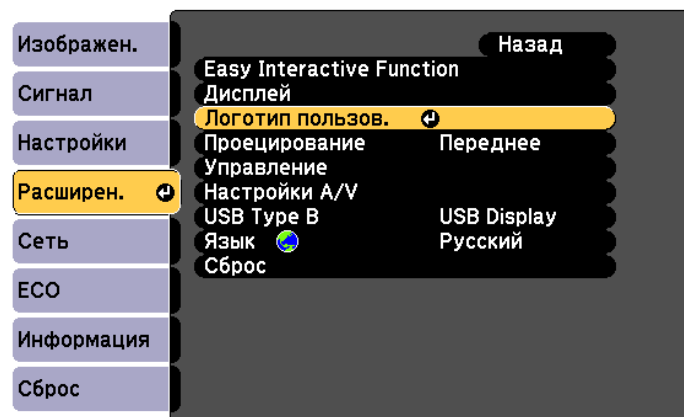 Изображен.
Сигнал
Настройки
Расширен.
Сеть
ECO
Информация
Сброс
Назад
Easy Interactive Function
Дисплей
Логотип пользов.
Проецирование Переднее
Управление
Настройки A/V
USB Type B USB Display
Язык Русский
Сброс